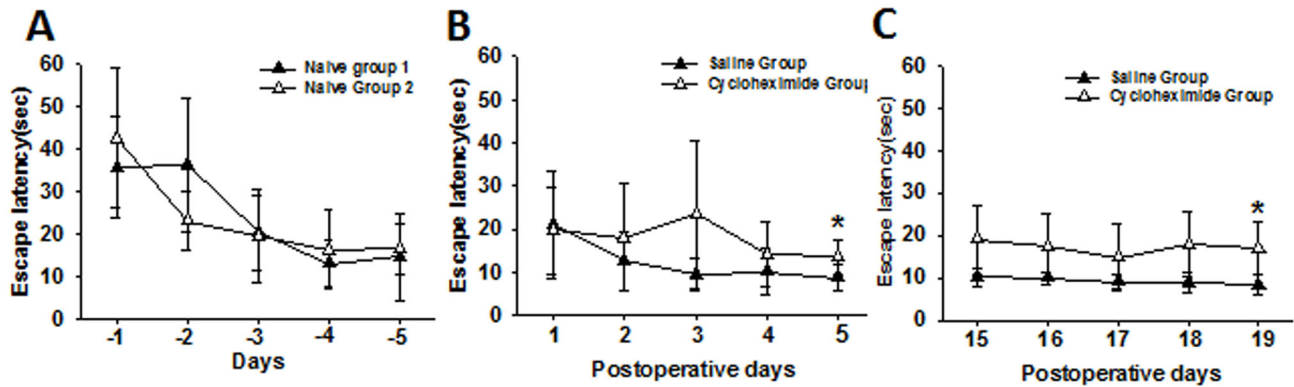 A
Naive group 1
Naive Group 2
Escape latency(sec)
60
50
40
30
20
10
0
-1 -2 -3 -4 -5
Days
B
Saline Group
Cycloheximide Group
Escape latency(sec)
60
50
40
30
20
10
0
*
1 2 3 4 5
Postoperative days
C
Saline Group
Cycloheximide Group
Escape latency(sec)
60
50
40
30
20
10
0
*
15 16 17 18 19
Postoperative days